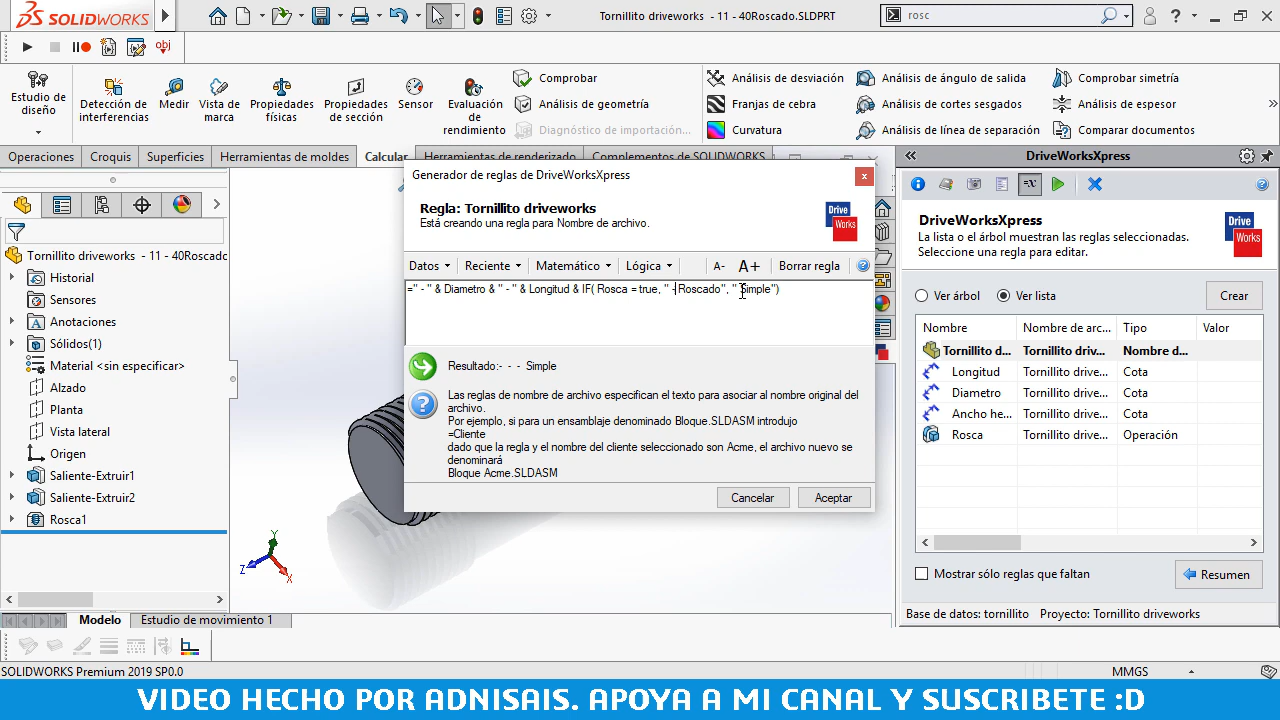 SOLIDWORKS
Tornillito driveworks - 11 - 40Roscado.SLDPRT
rosc
Estudio de diseño
Detección de interferencias
Medir
Vista de marca
Propiedades físicas
Propiedades de sección
Sensor
Evaluación de rendimiento
Comprobar
Análisis de geometría
Diagnóstico de importación...
Análisis de desviación
Franjas de cebra
Curvatura
Análisis de ángulo de salida
Análisis de cortes sesgados
Análisis de línea de separación
Comprobar simetría
Análisis de espesor
Comparar documentos
Operaciones
Croquis
Superficies
Herramientas de moldes
Calcular
Herramientas de renderizado
Complementos de SOLIDWORKS
Tornillito driveworks - 11 - 40Roscado
Historial
Sensores
Anotaciones
Sólidos(1)
Material <sin especificar>
Alzado
Planta
Vista lateral
Origen
Saliente-Extruir1
Saliente-Extruir2
Rosca1
Generador de reglas de DriveWorksXpress
Regla: Tornillito driveworks
Está creando una regla para Nombre de archivo.
Drive Works
Datos
Reciente
Matemático
Lógica
A-
A+
Borrar regla
=" - " & Diametro & " - " & Longitud & IF( Rosca = true, " - Roscado", " Simple")
Resultado:- - - Simple
Las reglas de nombre de archivo especifican el texto para asociar al nombre original del
archivo.
Por ejemplo, si para un ensamblaje denominado Bloque.SLDASM introdujo
=Cliente
dado que la regla y el nombre del cliente seleccionado son Acme, el archivo nuevo se
denominará
Bloque Acme.SLDASM
Cancelar
Aceptar
DriveWorksXpress
DriveWorksXpress
La lista o el árbol muestran las reglas seleccionadas.
Seleccione una regla para editar.
Drive Works
Ver árbol
Ver lista
Crear
Nombre Nombre de arc... Tipo Valor
Tornillito d... Tornillito driv... Nombre d...
Longitud Tornillito drive... Cota
Diametro Tornillito drive... Cota
Ancho he... Tornillito drive... Cota
Rosca Tornillito drive... Operación
Mostrar sólo reglas que faltan
Resumen
Base de datos: tornillito Proyecto: Tornillito driveworks
Y
Z
X
Modelo
Estudio de movimiento 1
SOLIDWORKS Premium 2019 SP0.0
MMGS
VIDEO HECHO POR ADNISAIS. APOYA A MI CANAL Y SUSCRIBETE :D